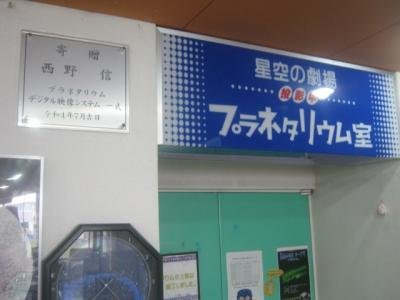 寄贈
西野 信
プラネタリウム
デジタル映像システム 一式
令和4年7月吉日
星空の劇場
投影中
プラネタリウム室